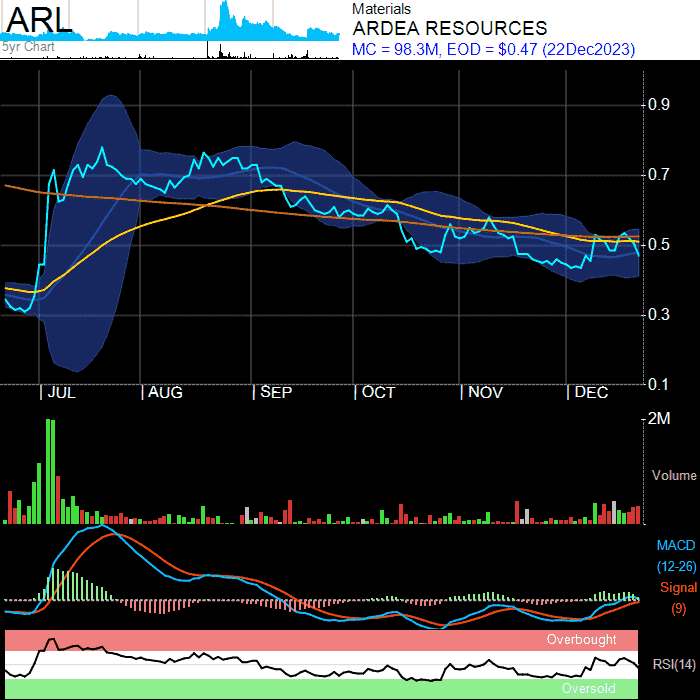 ARL
5yr Chart
Materials
ARDEA RESOURCES
MC = 98.3M, EOD = $0.47 (22Dec2023)
0.9
0.7
0.5
0.3
0.1
JUL AUG SEP OCT NOV DEC
2M
Volume
MACD
(12-26)
Signal
(9)
Overbought
RSI(14)
Oversold